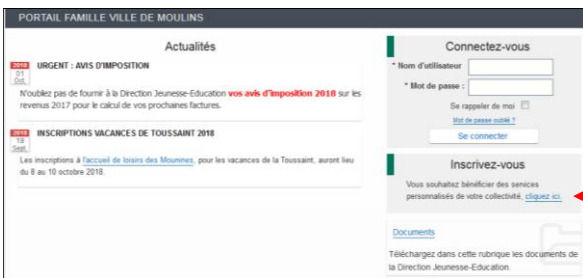 PORTAIL FAMILLE VILLE DE MOULINS
Actualités
2018
01
Oct.
URGENT : AVIS D'IMPOSITION
N'oubliez pas de fournir à la Direction Jeunesse-Education vos avis d'imposition 2018 sur les
revenus 2017 pour le calcul de vos prochaines factures.
2018
18
Sept.
INSCRIPTIONS VACANCES DE TOUSSAINT 2018
Les inscriptions à l'accueil de loisirs des Mounines, pour les vacances de la Toussaint, auront lieu
du 8 au 10 octobre 2018.
Connectez-vous
* Nom d'utilisateur
* Mot de passe :
Se rappeler de moi
Mot de passe oublié ?
Se connecter
Inscrivez-vous
Vous souhaitez bénéficier des services
personnalisés de votre collectivité, cliquez ici.
Documents
Téléchargez dans cette rubrique les documents de
la Direction Jeunesse-Education.